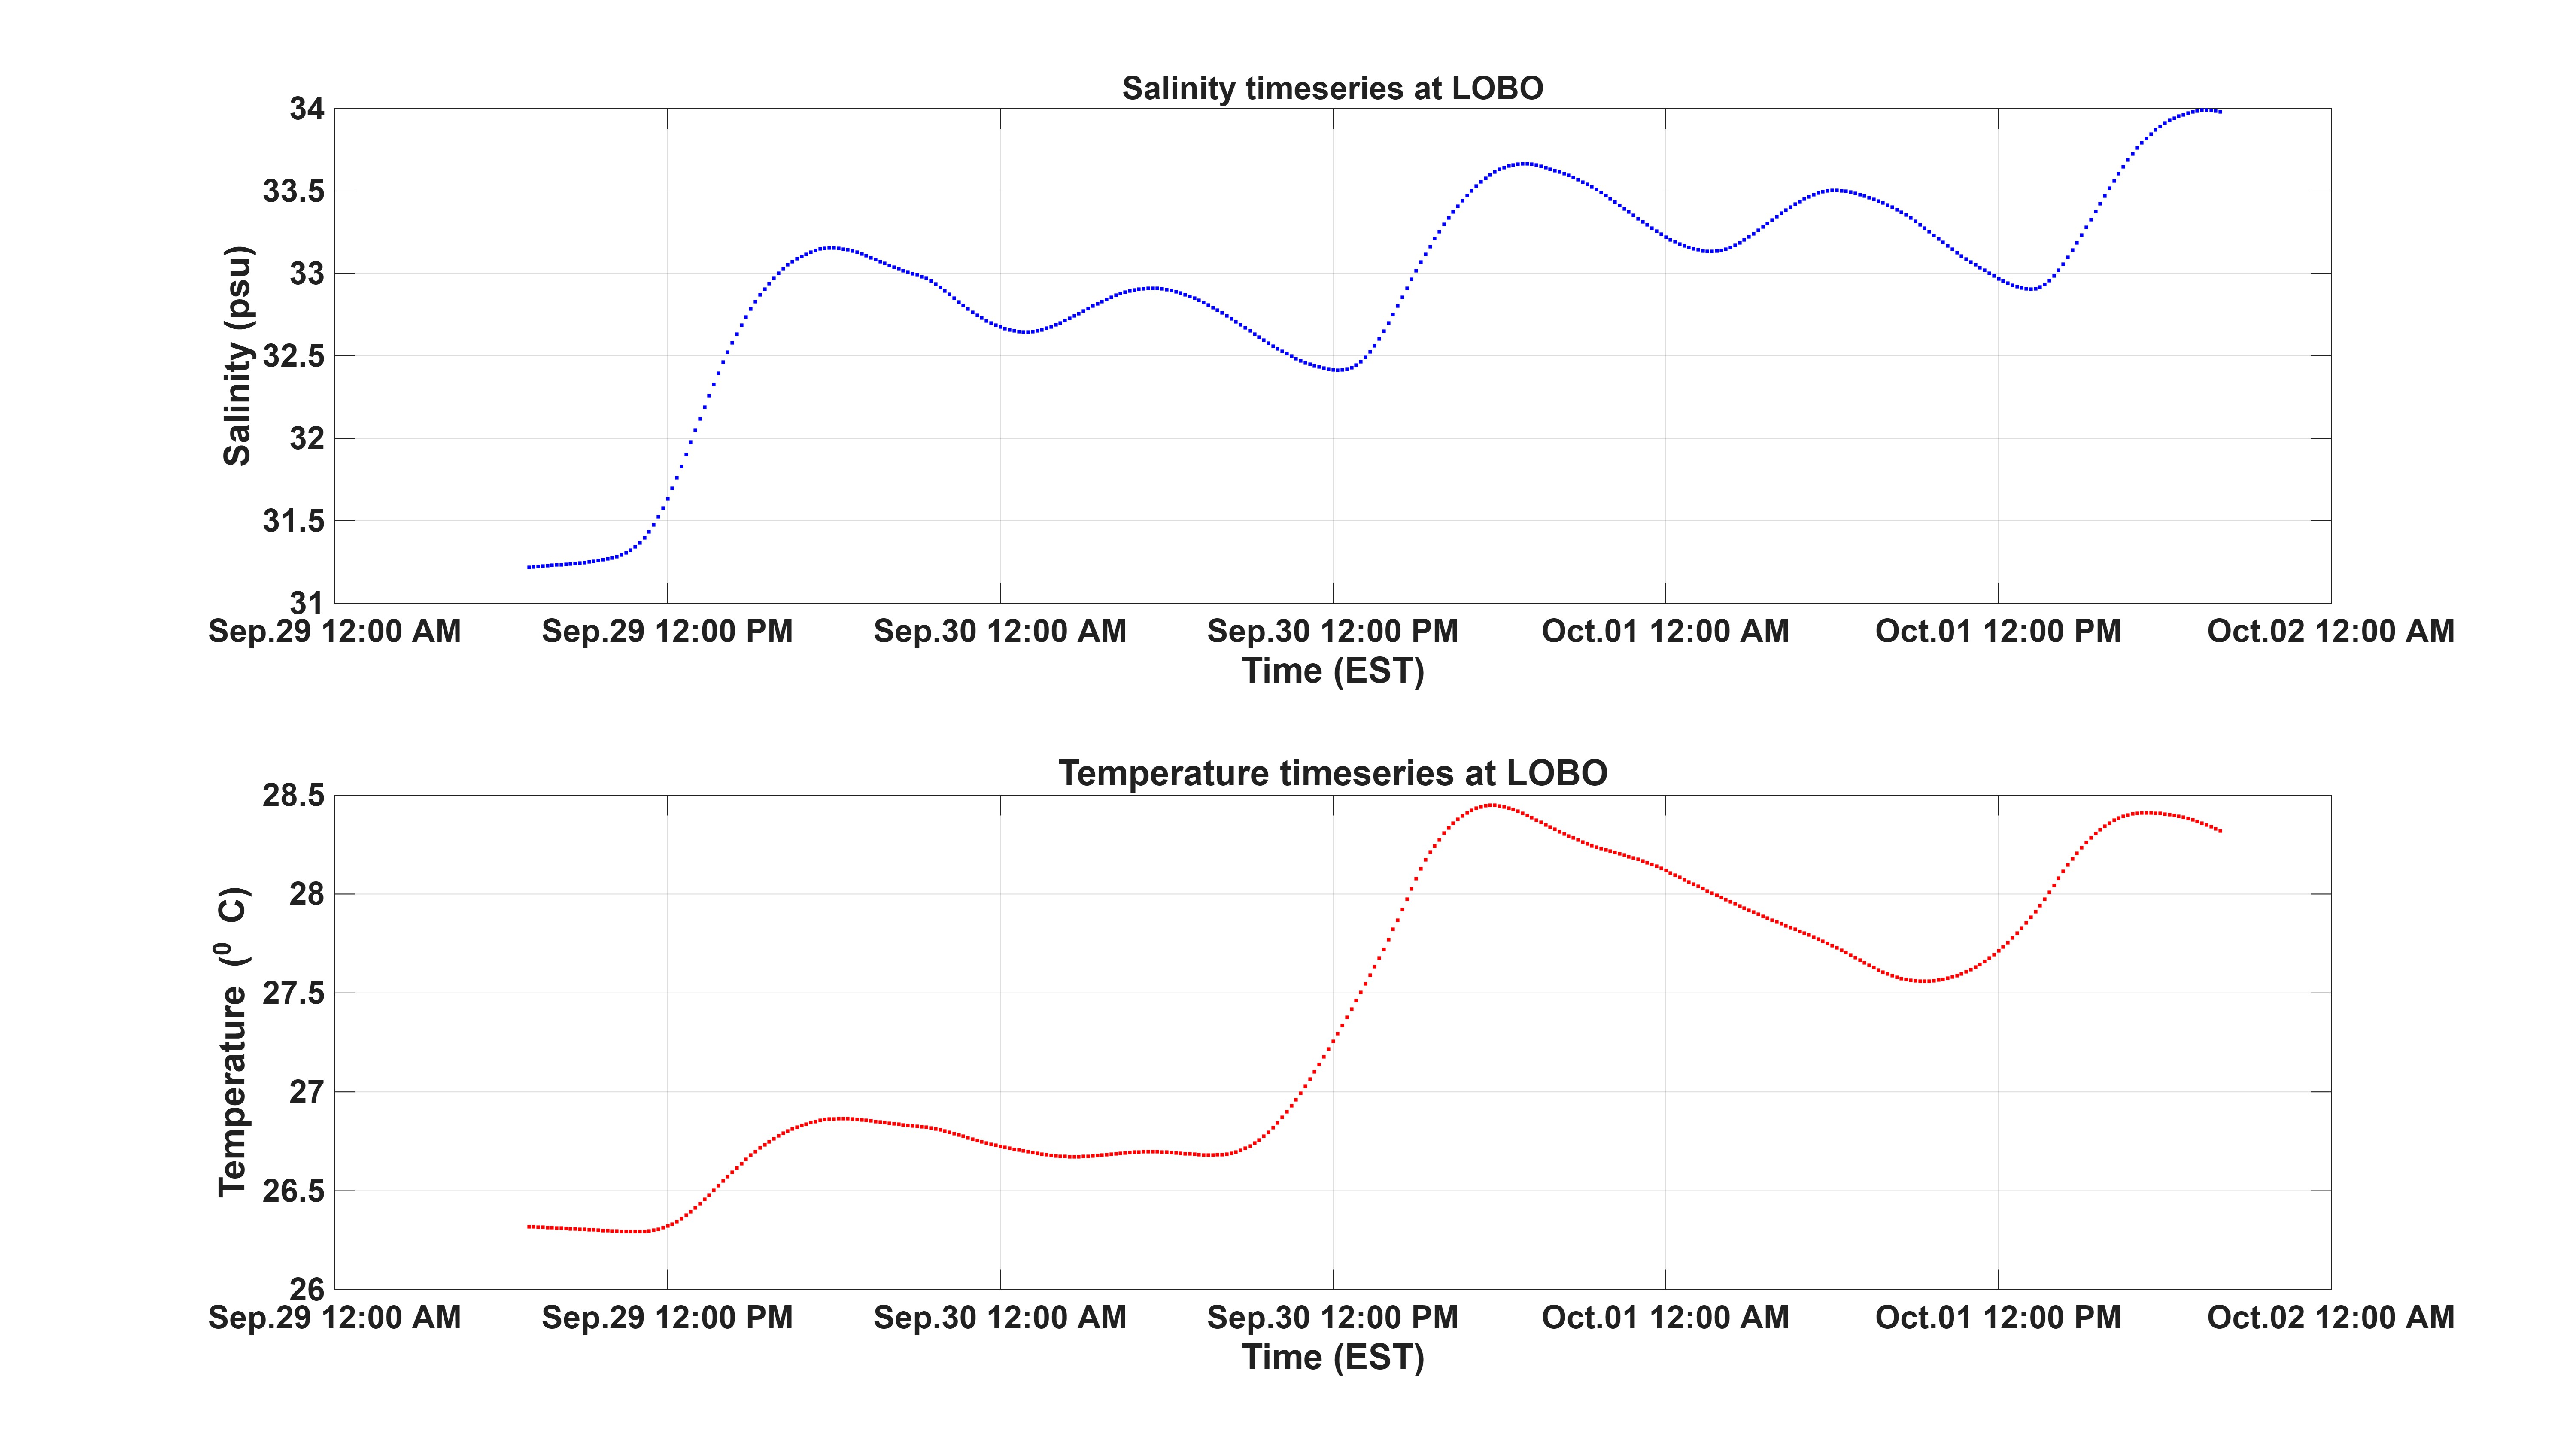 Salinity timeseries at LOBO
34
33.5
33
32.5
32
31.5
31
Salinity (psu)
Sep.29 12:00 AM Sep.29 12:00 PM Sep.30 12:00 AM Sep.30 12:00 PM Oct.01 12:00 AM Oct.01 12:00 PM Oct.02 12:00 AM
Time (EST)
Temperature timeseries at LOBO
28.5
28
27.5
27
26.5
26
Temperature (⁰ C)
Sep.29 12:00 AM Sep.29 12:00 PM Sep.30 12:00 AM Sep.30 12:00 PM Oct.01 12:00 AM Oct.01 12:00 PM Oct.02 12:00 AM
Time (EST)